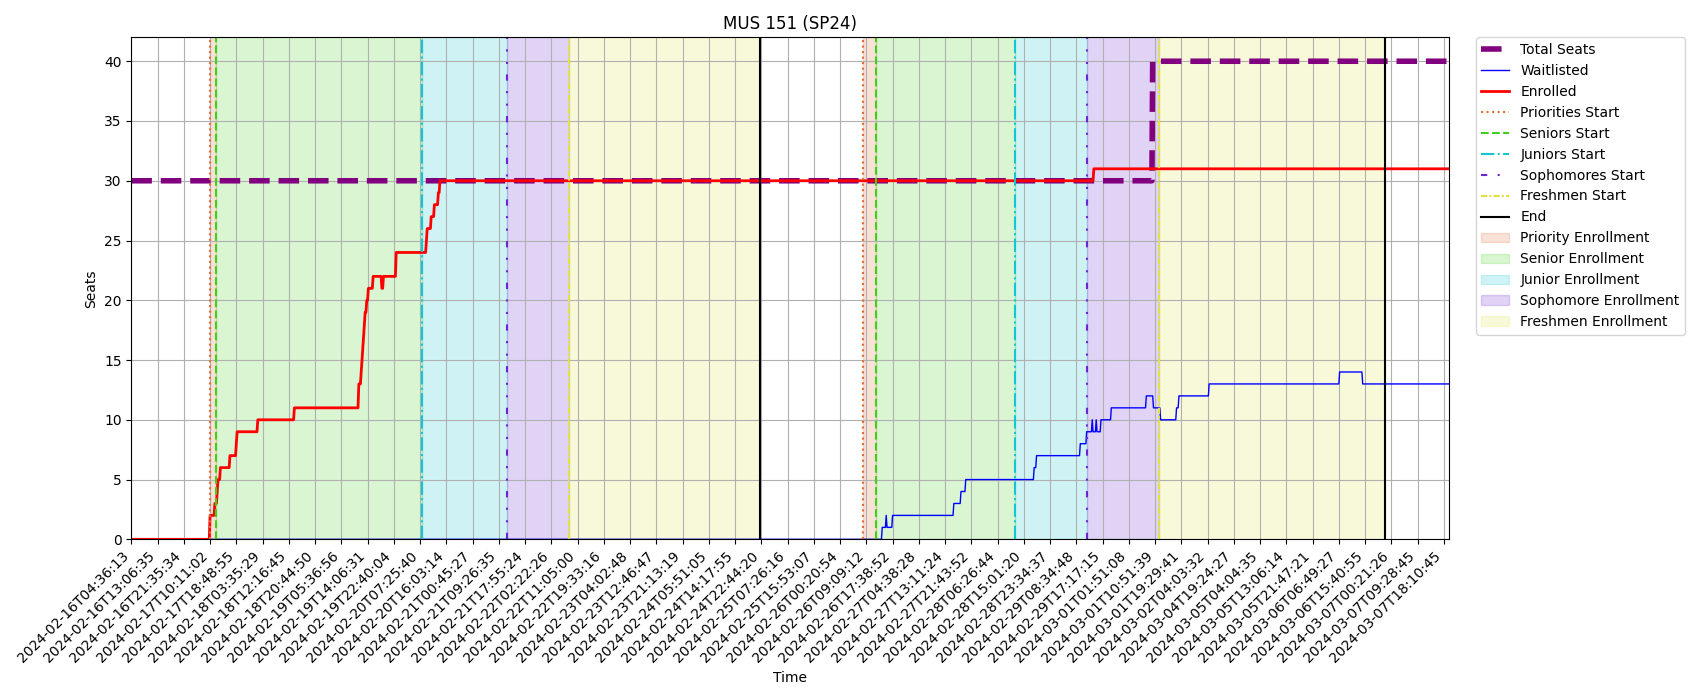 MUS 151 (SP24)
Seats
40
35
30
25
20
15
10
5
0
2024-02-16T04:36:13
2024-02-16T13:06:35
2024-02-16T21:35:34
2024-02-17T10:11:02
2024-02-17T18:48:55
2024-02-18T03:35:29
2024-02-18T12:16:45
2024-02-18T20:44:50
2024-02-19T05:36:56
2024-02-19T14:06:31
2024-02-19T22:40:04
2024-02-20T07:25:40
2024-02-20T16:03:14
2024-02-21T00:45:27
2024-02-21T09:26:35
2024-02-21T17:55:24
2024-02-22T02:22:26
2024-02-22T11:05:00
2024-02-22T19:33:16
2024-02-23T04:02:48
2024-02-23T12:46:47
2024-02-23T21:13:19
2024-02-24T05:51:05
2024-02-24T14:17:55
2024-02-24T22:44:20
2024-02-25T07:26:16
2024-02-25T15:53:07
2024-02-26T00:20:54
2024-02-26T09:09:12
2024-02-26T17:38:52
2024-02-27T04:38:28
2024-02-27T13:11:24
2024-02-27T21:43:52
2024-02-28T06:26:44
2024-02-28T15:01:20
2024-02-28T23:34:37
2024-02-29T08:34:48
2024-02-29T17:17:15
2024-03-01T01:51:08
2024-03-01T10:51:39
2024-03-01T19:29:41
2024-03-02T04:03:32
2024-03-04T19:24:27
2024-03-05T04:04:35
2024-03-05T13:06:14
2024-03-05T21:47:21
2024-03-06T06:49:27
2024-03-06T15:40:55
2024-03-07T00:21:26
2024-03-07T09:28:45
2024-03-07T18:10:45
Time
Total Seats
Waitlisted
Enrolled
Priorities Start
Seniors Start
Juniors Start
Sophomores Start
Freshmen Start
End
Priority Enrollment
Senior Enrollment
Junior Enrollment
Sophomore Enrollment
Freshmen Enrollment